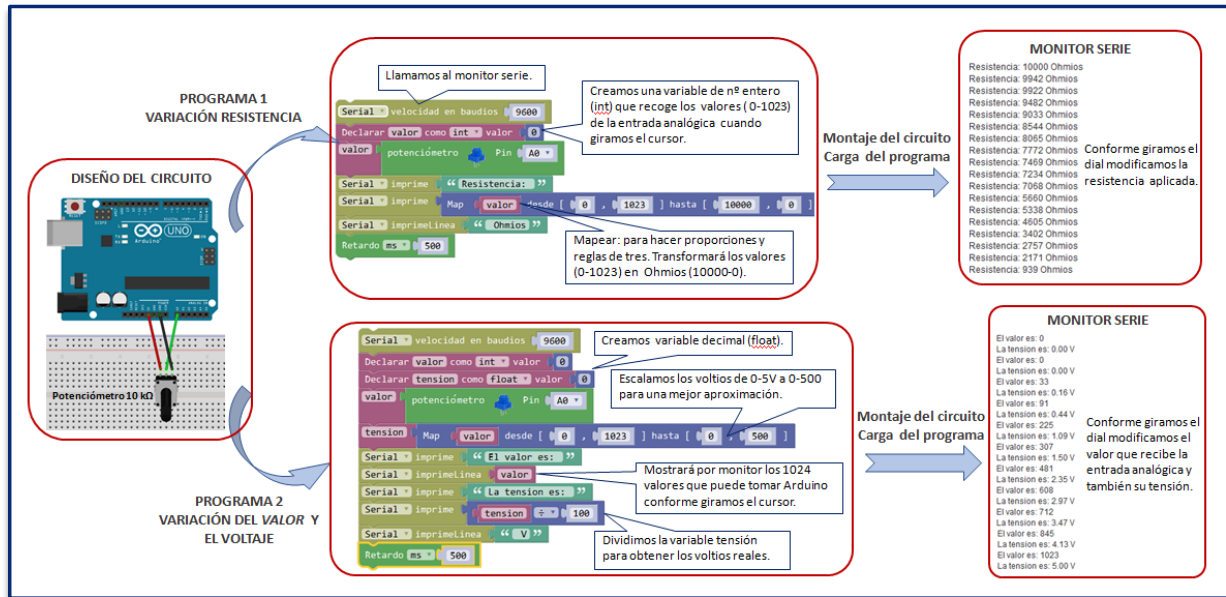 DISEÑO DEL CIRCUITO
Arduino
UNO
Potenciómetro 10 kΩ
PROGRAMA 1
VARIACIÓN RESISTENCIA
Llamamos al monitor serie.
Creamos una variable de nº entero
(int) que recoge los valores ( 0-1023)
de la entrada analógica cuando
giramos el cursor.
Serial velocidad en baudios 9600
Declarar valor como int valor 0
valor potenciómetro Pin A0
Serial imprime “ Resistencia: ”
Serial imprime Map valor desde [ 0 , 1023 ] hasta [ 10000 , 0 ]
Serial imprimeLinea “ Ohmios ”
Retardo ms 500
Mapear: para hacer proporciones y
reglas de tres. Transformará los valores
(0-1023) en Ohmios (10000-0).
Montaje del circuito
Carga del programa
MONITOR SERIE
Resistencia: 10000 Ohmios
Resistencia: 9942 Ohmios
Resistencia: 9922 Ohmios
Resistencia: 9482 Ohmios
Resistencia: 9033 Ohmios
Resistencia: 8544 Ohmios
Resistencia: 8065 Ohmios
Resistencia: 7772 Ohmios
Resistencia: 7469 Ohmios
Resistencia: 7234 Ohmios
Resistencia: 7068 Ohmios
Resistencia: 5660 Ohmios
Resistencia: 5338 Ohmios
Resistencia: 4605 Ohmios
Resistencia: 3402 Ohmios
Resistencia: 2757 Ohmios
Resistencia: 2171 Ohmios
Resistencia: 939 Ohmios
Conforme giramos el
dial modificamos la
resistencia aplicada.
PROGRAMA 2
VARIACIÓN DEL VALOR Y
EL VOLTAJE
Serial velocidad en baudios 9600
Declarar valor como int valor 0
Declarar tension como float valor 0
valor potenciómetro Pin A0
tension Map valor desde [ 0 , 1023 ] hasta [ 0 , 500 ]
Serial imprime “ El valor es: ”
Serial imprimeLinea valor
Serial imprime “ La tension es: ”
Serial imprime tension ÷ 100
Serial imprimeLinea “ V ”
Retardo ms 500
Creamos variable decimal (float).
Escalamos los voltios de 0-5V a 0-500
para una mejor aproximación.
Mostrará por monitor los 1024
valores que puede tomar Arduino
conforme giramos el cursor.
Dividimos la variable tensión
para obtener los voltios reales.
Montaje del circuito
Carga del programa
MONITOR SERIE
El valor es: 0
La tension es: 0.00 V
El valor es: 0
La tension es: 0.00 V
El valor es: 33
La tension es: 0.16 V
El valor es: 91
La tension es: 0.44 V
El valor es: 225
La tension es: 1.09 V
El valor es: 307
La tension es: 1.50 V
El valor es: 481
La tension es: 2.35 V
El valor es: 608
La tension es: 2.97 V
El valor es: 712
La tension es: 3.47 V
El valor es: 845
La tension es: 4.13 V
El valor es: 1023
La tension es: 5.00 V
Conforme giramos el
dial modificamos el
valor que recibe la
entrada analógica y
también su tensión.